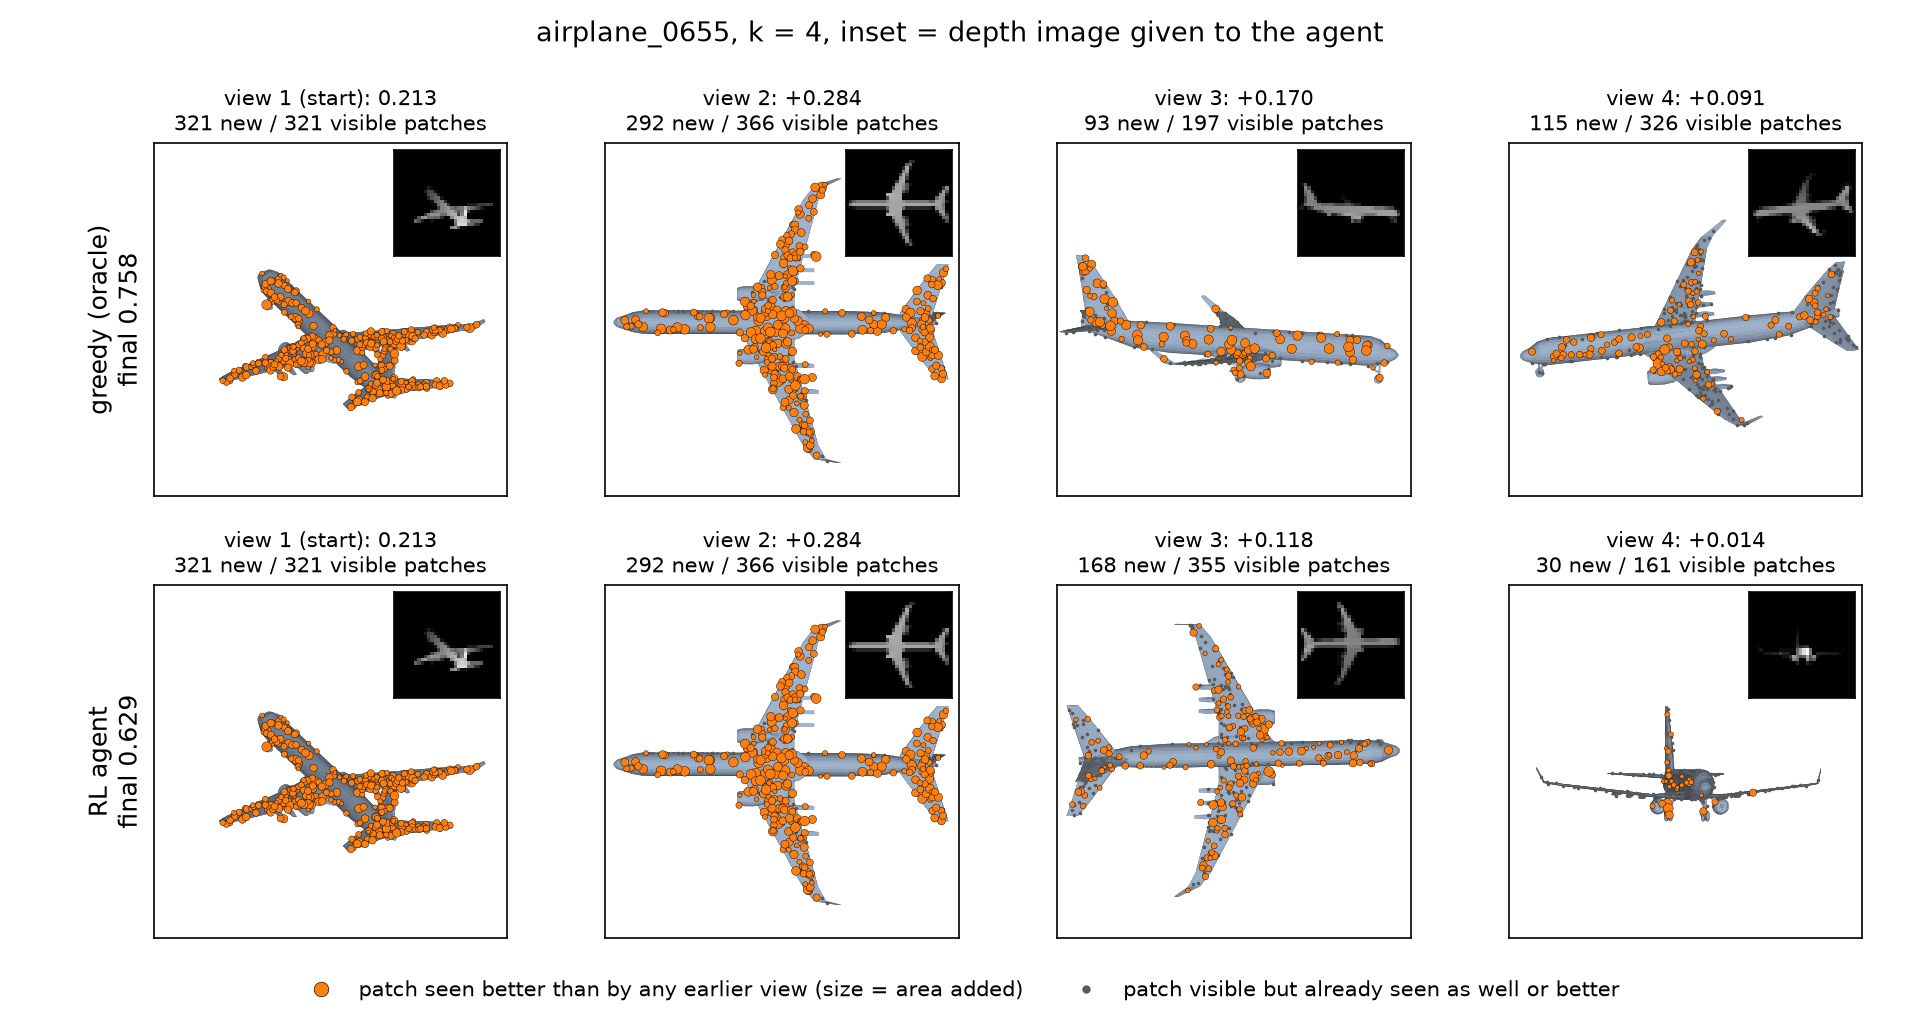 airplane_0655, k = 4, inset = depth image given to the agent
view 1 (start): 0.213
321 new / 321 visible patches
view 2: +0.284
292 new / 366 visible patches
view 3: +0.170
93 new / 197 visible patches
view 4: +0.091
115 new / 326 visible patches
greedy (oracle)
final 0.758
view 1 (start): 0.213
321 new / 321 visible patches
view 2: +0.284
292 new / 366 visible patches
view 3: +0.118
168 new / 355 visible patches
view 4: +0.014
30 new / 161 visible patches
RL agent
final 0.629
patch seen better than by any earlier view (size = area added)
patch visible but already seen as well or better